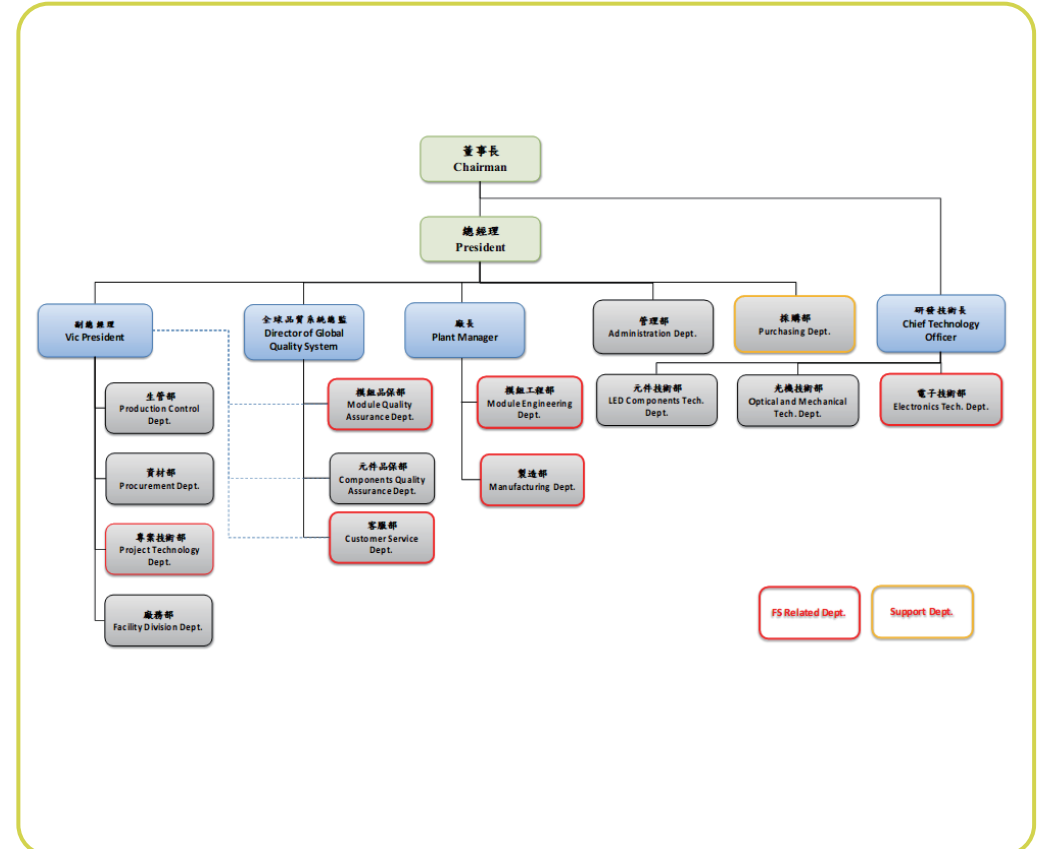 董事長
Chairman
總經理
President
副總經理
Vic President
全球品質系統總監
Director of Global
Quality System
廠長
Plant Manager
管理部
Administration Dept.
採購部
Purchasing Dept.
研發技術長
Chief Technology
Officer
生管部
Production Control
Dept.
模組品保部
Module Quality
Assurance Dept.
模組工程部
Module Engineering
Dept.
元件技術部
LED Components Tech.
Dept.
光機技術部
Optical and Mechanical
Tech. Dept.
電子技術部
Electronics Tech. Dept.
資材部
Procurement Dept.
元件品保部
Components Quality
Assurance Dept.
製造部
Manufacturing Dept.
專業技術部
Project Technology
Dept.
客服部
Customer Service
Dept.
廠務部
Facility Division Dept.
FS Related Dept.
Support Dept.